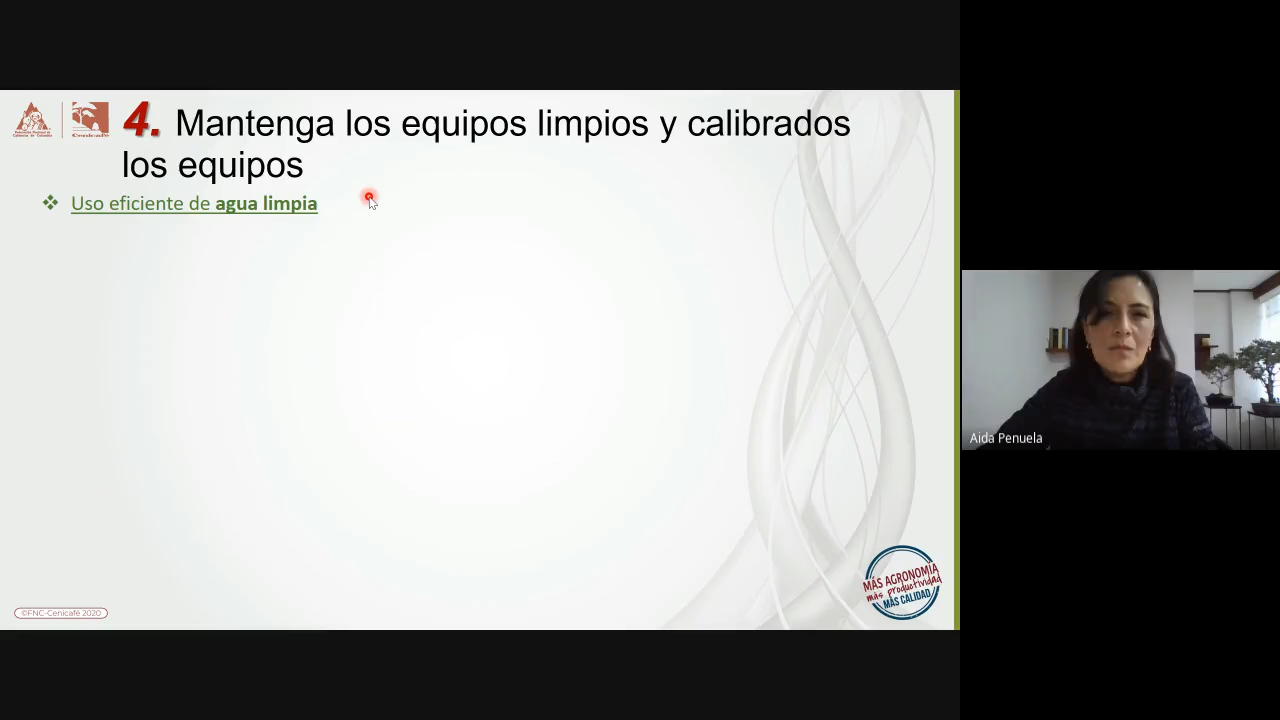 4. Mantenga los equipos limpios y calibrados
los equipos
Uso eficiente de agua limpia
Cenicafé
MÁS AGRONOMÍA
más productividad
MÁS CALIDAD
©FNC-Cenicafé 2020
Aida Penuela